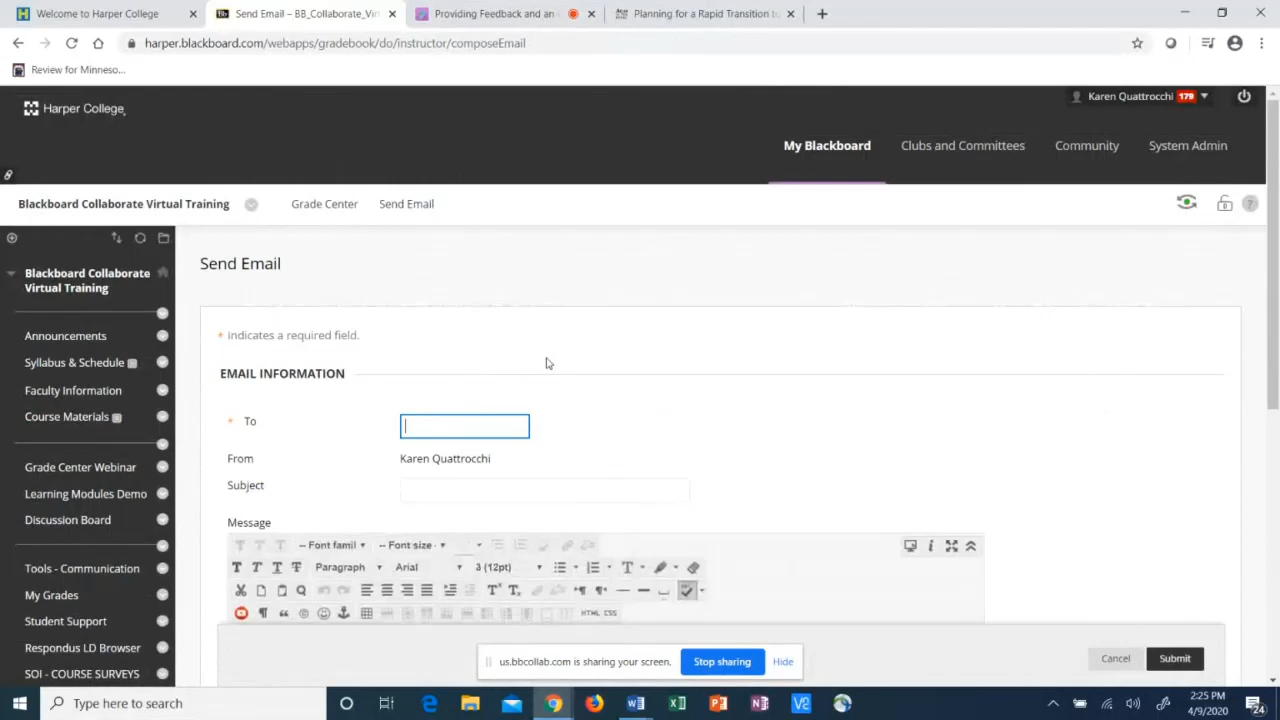 Welcome to Harper College
Send Email – BB_Collaborate_Vir
Providing Feedback and an
Planning for a Rapid Transition to
harper.blackboard.com/webapps/gradebook/do/instructor/composeEmail
Review for Minneso...
Harper College
Karen Quattrocchi 179
My Blackboard
Clubs and Committees
Community
System Admin
Blackboard Collaborate Virtual Training
Grade Center
Send Email
Blackboard Collaborate
Virtual Training
Announcements
Syllabus & Schedule
Faculty Information
Course Materials
Grade Center Webinar
Learning Modules Demo
Discussion Board
Tools - Communication
My Grades
Student Support
Respondus LD Browser
SOI - COURSE SURVEYS
Send Email
* indicates a required field.
EMAIL INFORMATION
* To
From
Karen Quattrocchi
Subject
Message
-- Font famil
-- Font size -
Paragraph
Arial
3 (12pt)
HTML CSS
us.bbcollab.com is sharing your screen.
Stop sharing
Hide
Cancel
Submit
Type here to search
2:25 PM
4/9/2020
24